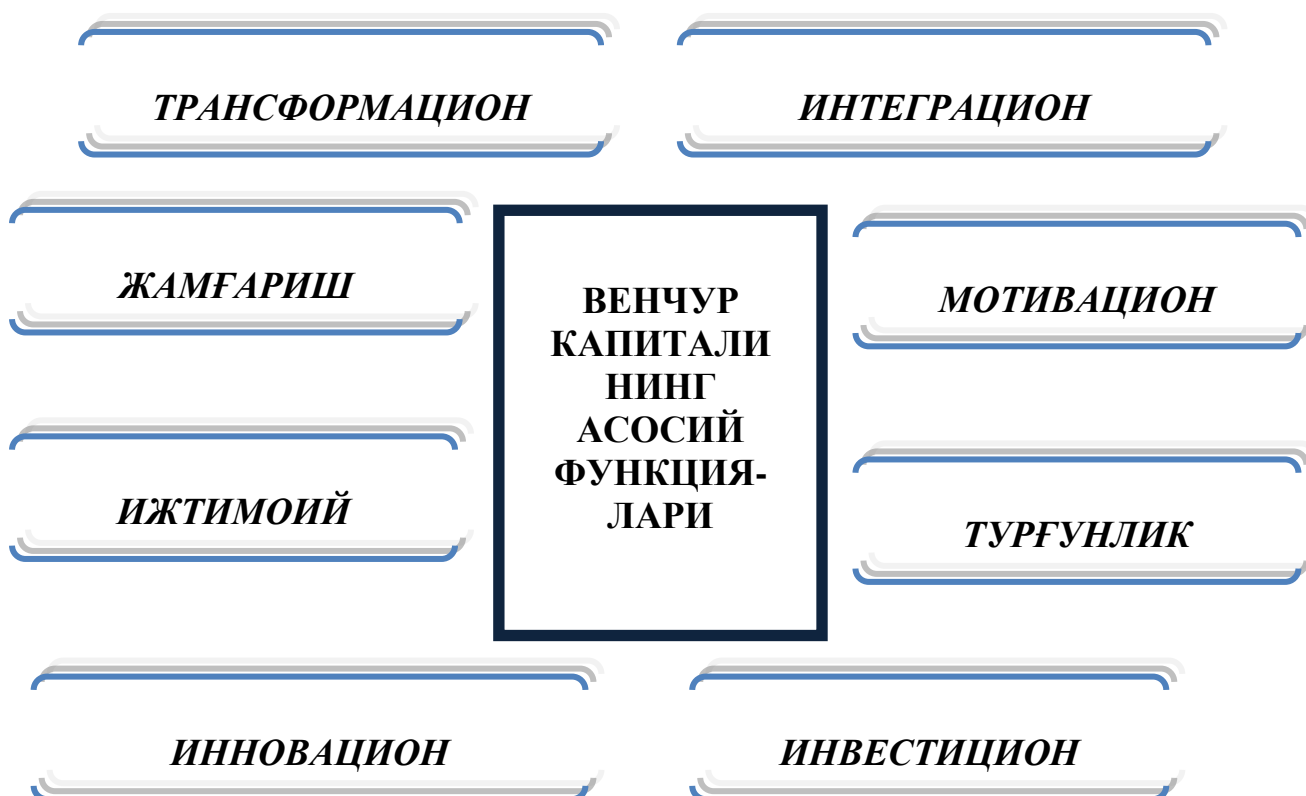 ТРАНСФОРМАЦИОН
ИНТЕГРАЦИОН
ЖАМҒАРИШ
ВЕНЧУР
КАПИТАЛИ
НИНГ
АСОСИЙ
ФУНКЦИЯ-
ЛАРИ
МОТИВАЦИОН
ИЖТИМОИЙ
ТУРҒУНЛИК
ИННОВАЦИОН
ИНВЕСТИЦИОН